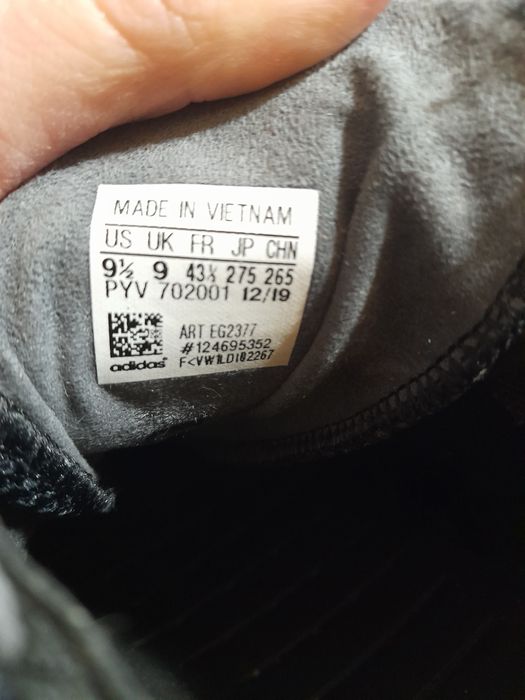 MADE IN VIETNAM
US UK FR JP CHN
9½ 9 43⅓ 275 265
PYV 702001 12/19
ART EG2377
#124695352
adidas F<VW1LDI02267